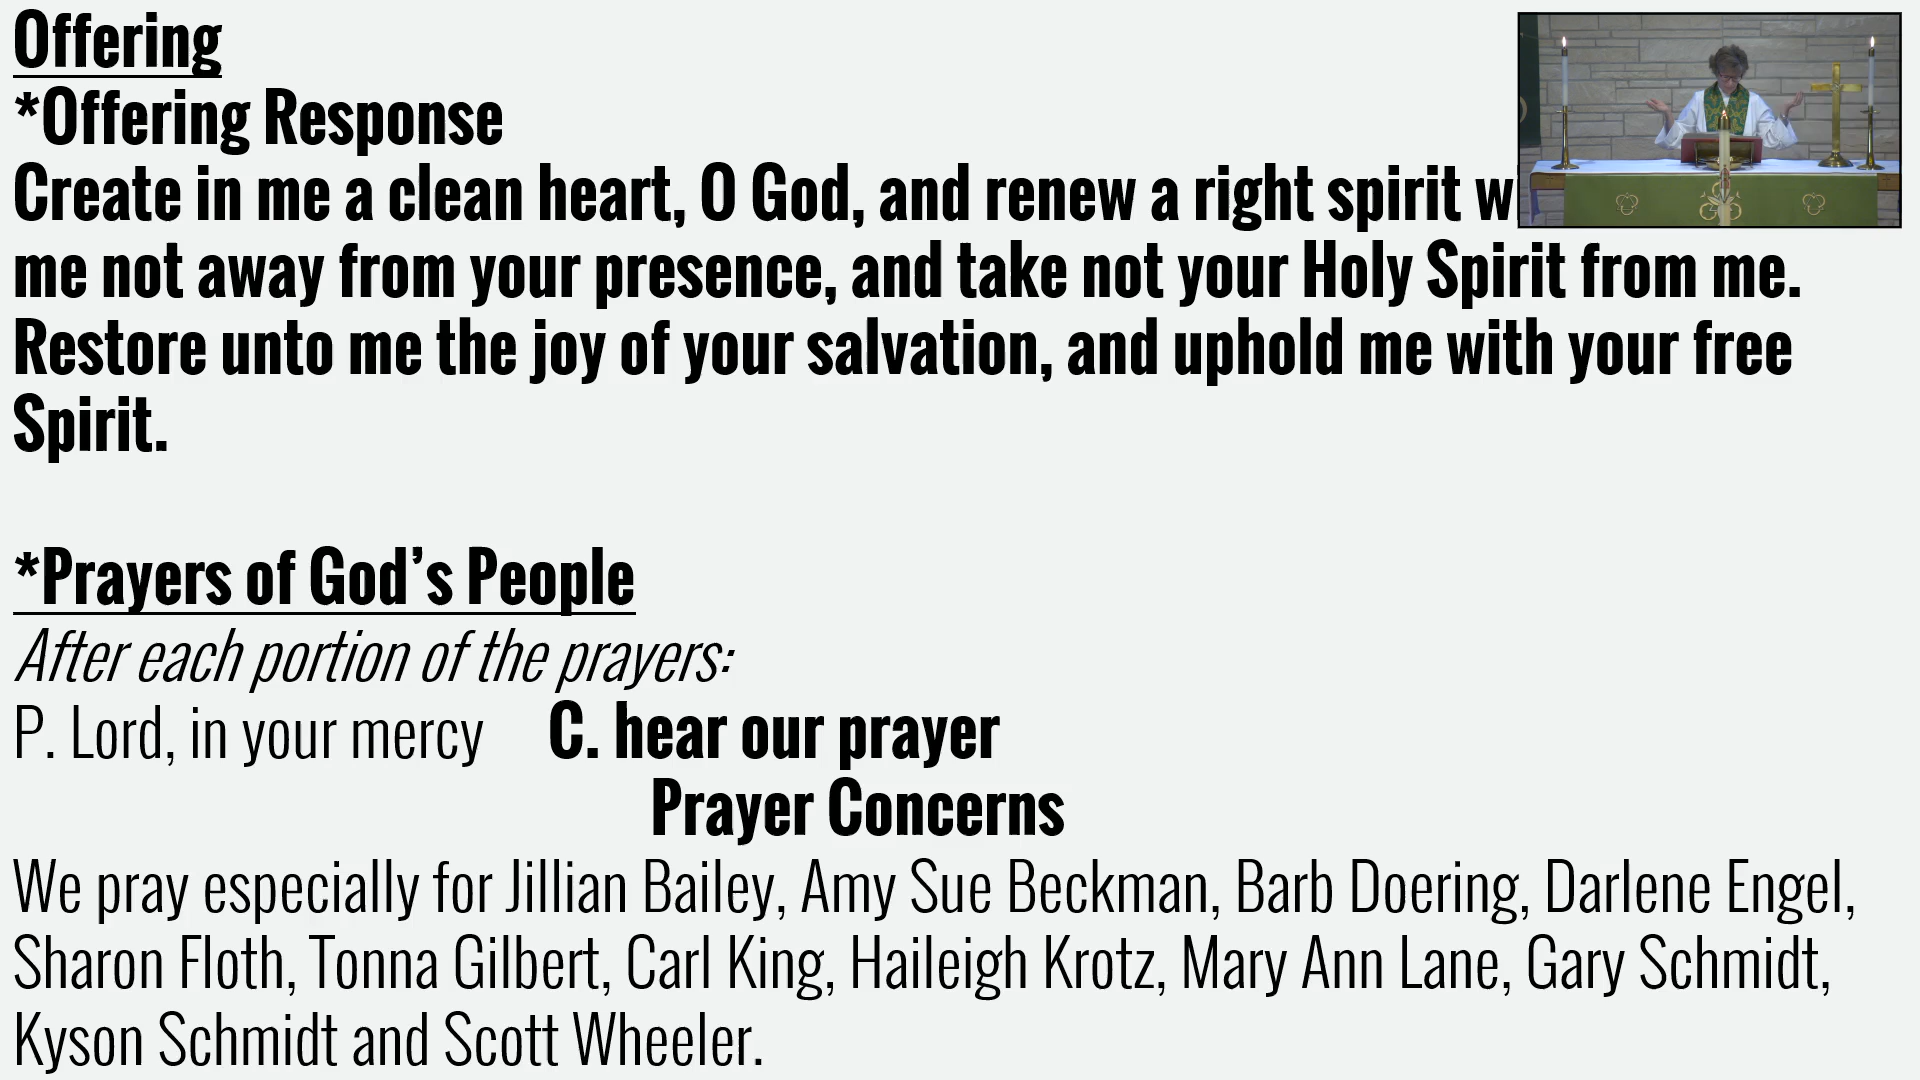 Offering
*Offering Response
Create in me a clean heart, O God, and renew a right spirit
me not away from your presence, and take not your Holy Spirit from me.
Restore unto me the joy of your salvation, and uphold me with your free
Spirit.
*Prayers of God’s People
After each portion of the prayers:
P. Lord, in your mercy C. hear our prayer
Prayer Concerns
We pray especially for Jillian Bailey, Amy Sue Beckman, Barb Doering, Darlene Engel,
Sharon Floth, Tonna Gilbert, Carl King, Haileigh Krotz, Mary Ann Lane, Gary Schmidt,
Kyson Schmidt and Scott Wheeler.